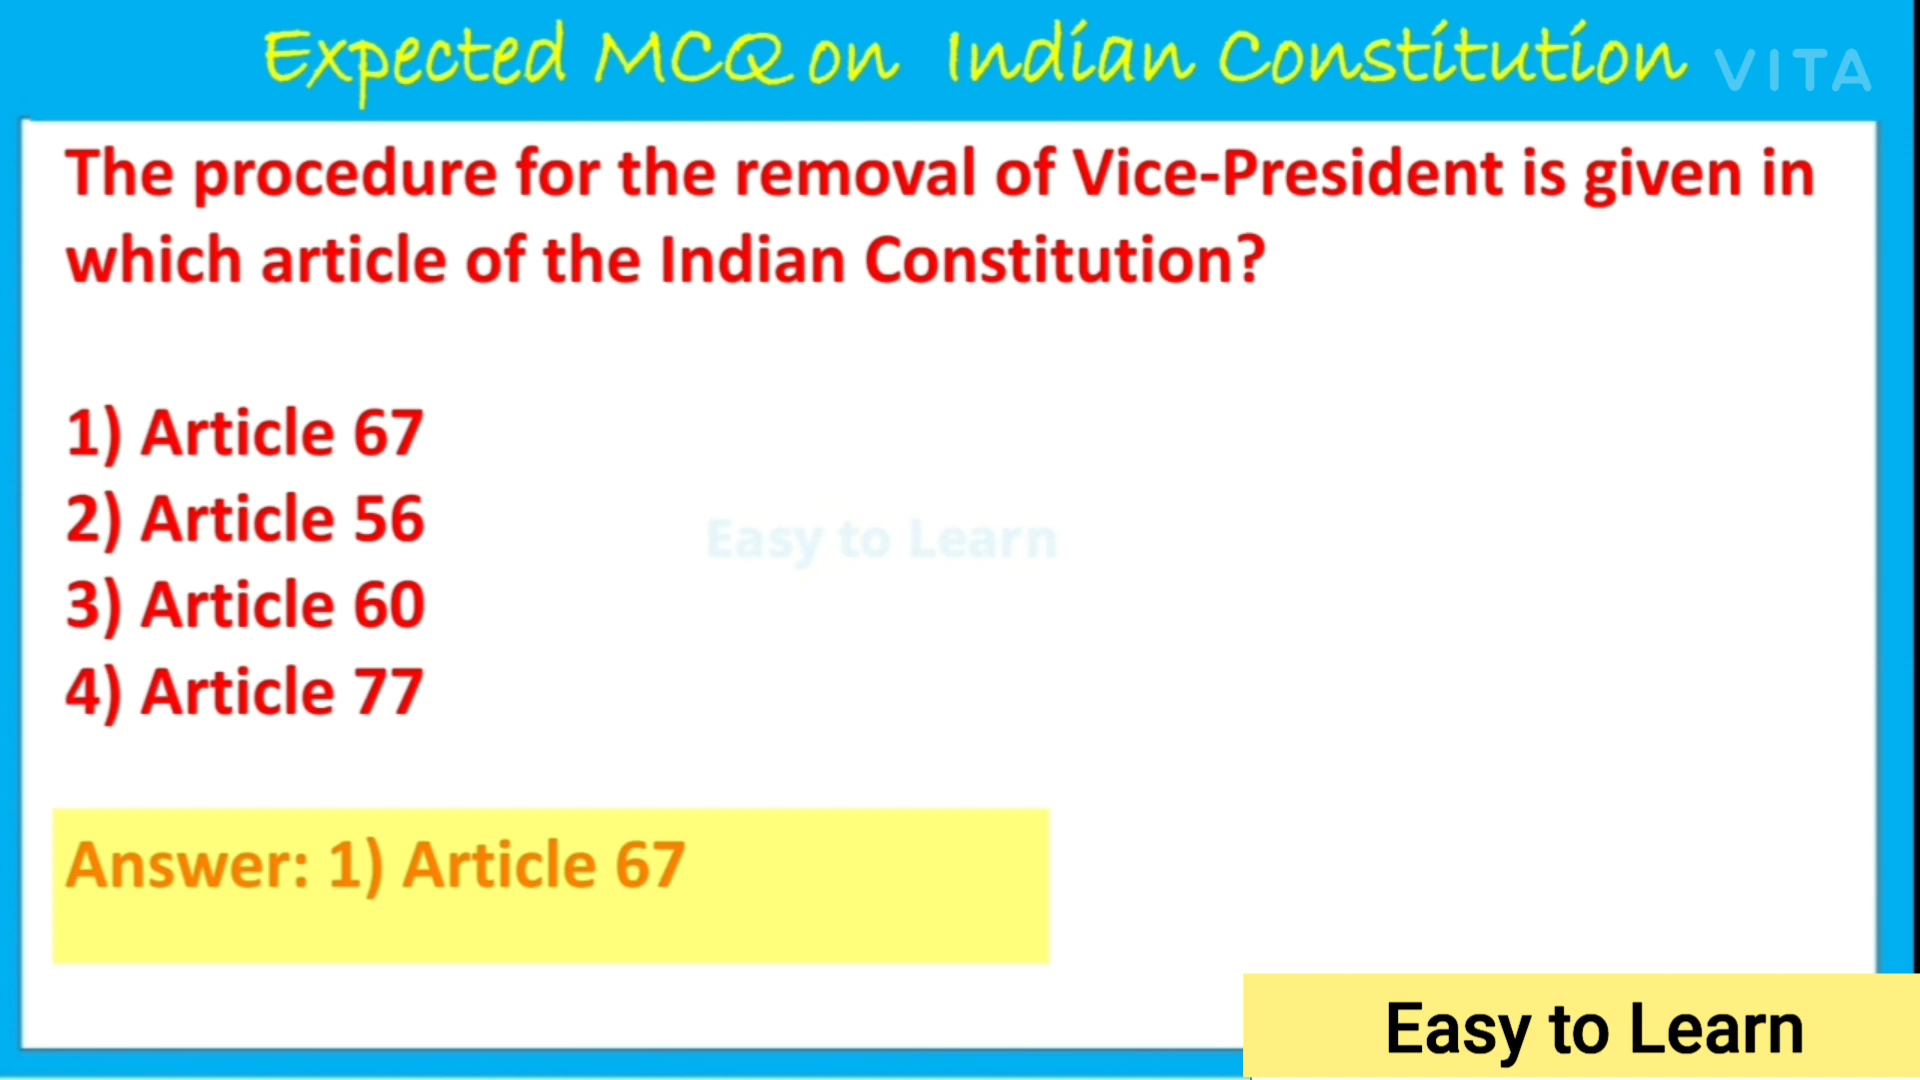 Expected MCQ on Indian Constitution
VITA
The procedure for the removal of Vice-President is given in
which article of the Indian Constitution?
1) Article 67
2) Article 56
Easy to Learn
3) Article 60
4) Article 77
Answer: 1) Article 67
Easy to Learn